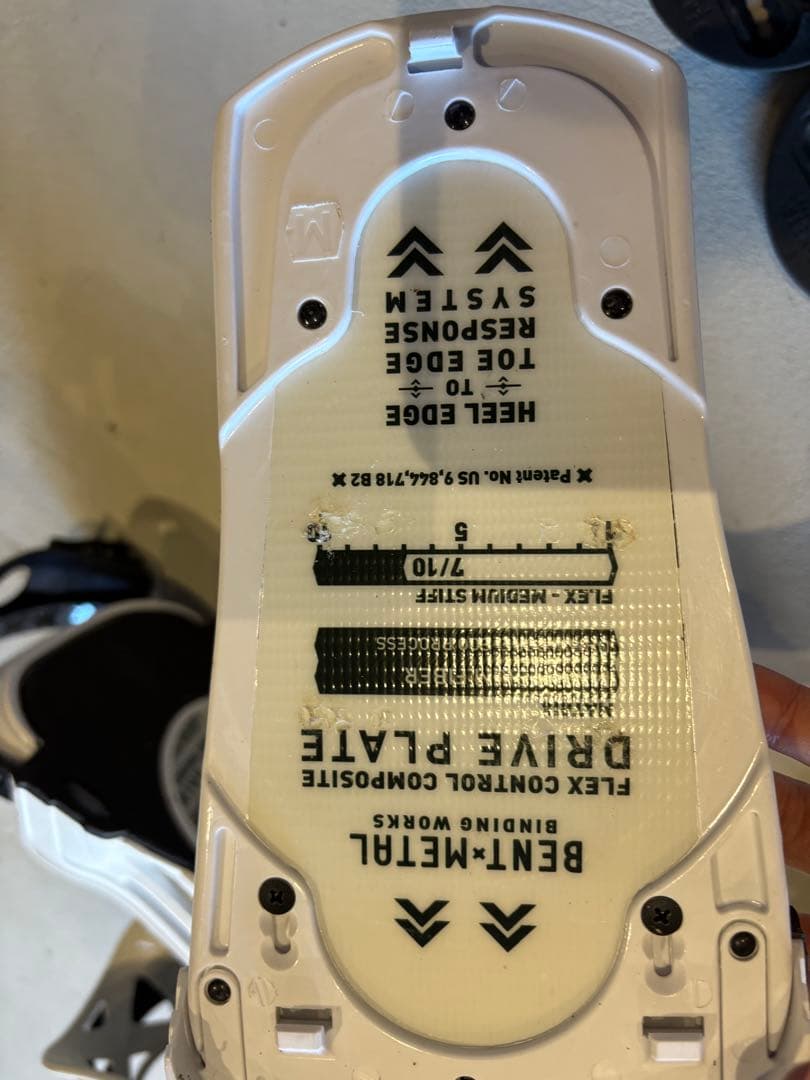 BENT×METAL
BINDING WORKS
FLEX CONTROL COMPOSITE
DRIVE PLATE
FLEX - MEDIUM STIFF
7/10
1 5
× Patent No. US 9,844,718 B2 ×
HEEL EDGE
TO
TOE EDGE
RESPONSE
SYSTEM
M